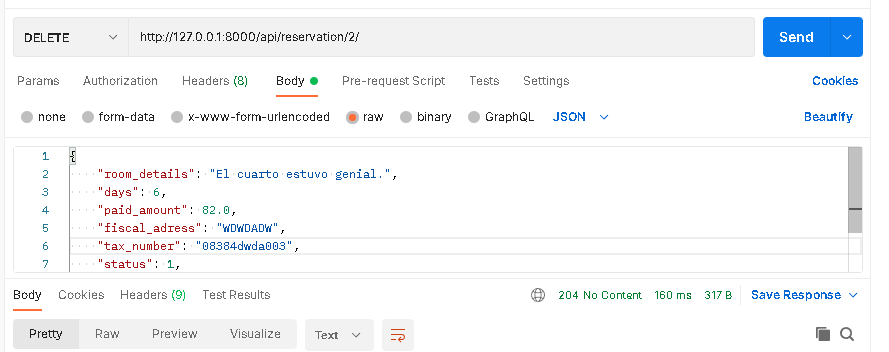 DELETE http://127.0.0.1:8000/api/reservation/2/ Send
Params Authorization Headers (8) Body Pre-request Script Tests Settings Cookies
none form-data x-www-form-urlencoded raw binary GraphQL JSON Beautify
1 {
2 "room_details": "El cuarto estuvo genial.",
3 "days": 6,
4 "paid_amount": 82.0,
5 "fiscal_adress": "WDWDADW",
6 "tax_number": "08384dwda003",
7 "status": 1,
Body Cookies Headers (9) Test Results 204 No Content 160 ms 317 B Save Response
Pretty Raw Preview Visualize Text